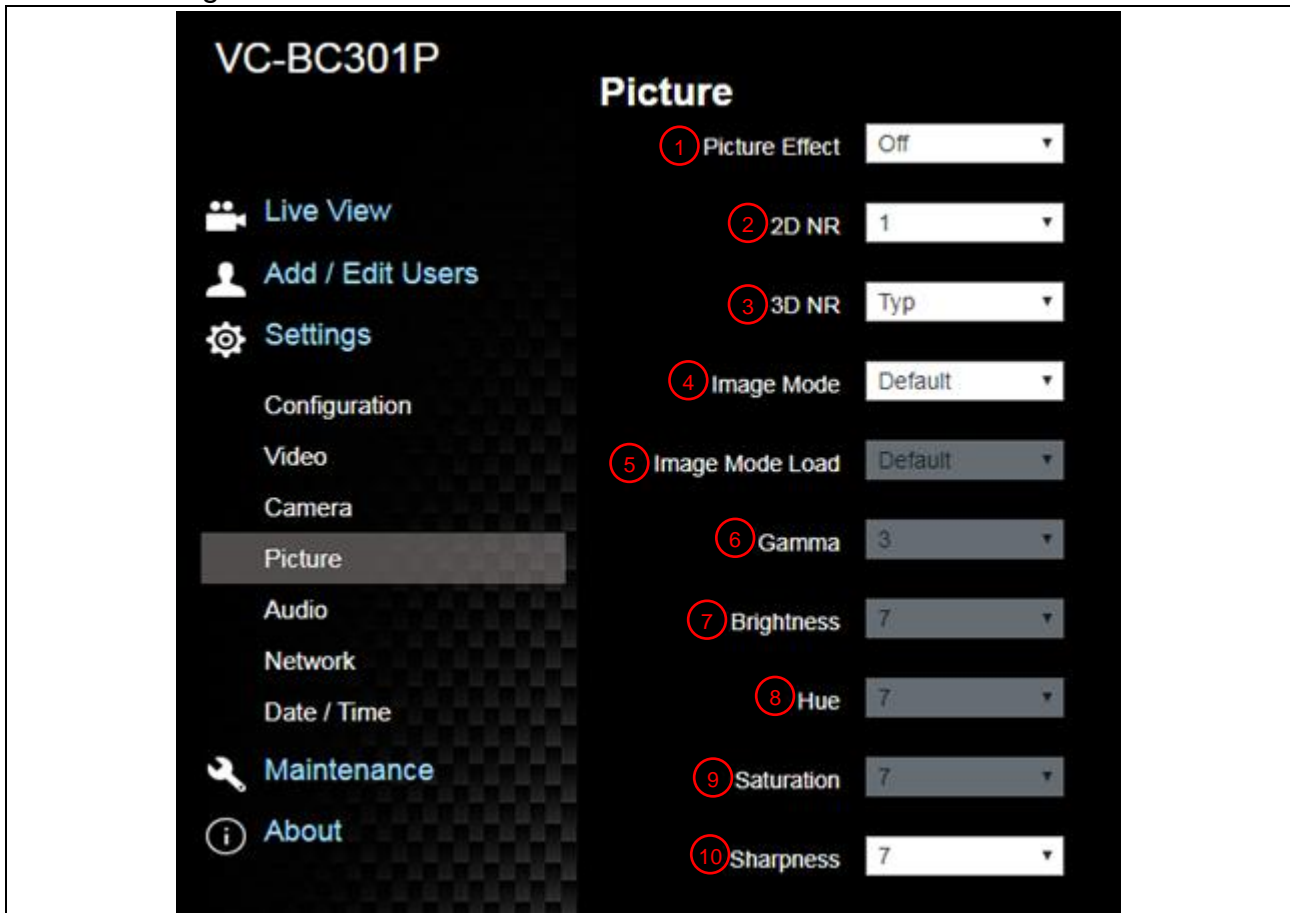 VC-BC301P
Live View
Add / Edit Users
Settings
Configuration
Video
Camera
Picture
Audio
Network
Date / Time
Maintenance
About
Picture
1 Picture Effect Off
2 2D NR 1
3 3D NR Typ
4 Image Mode Default
5 Image Mode Load Default
6 Gamma 3
7 Brightness 7
8 Hue 7
9 Saturation 7
10 Sharpness 7